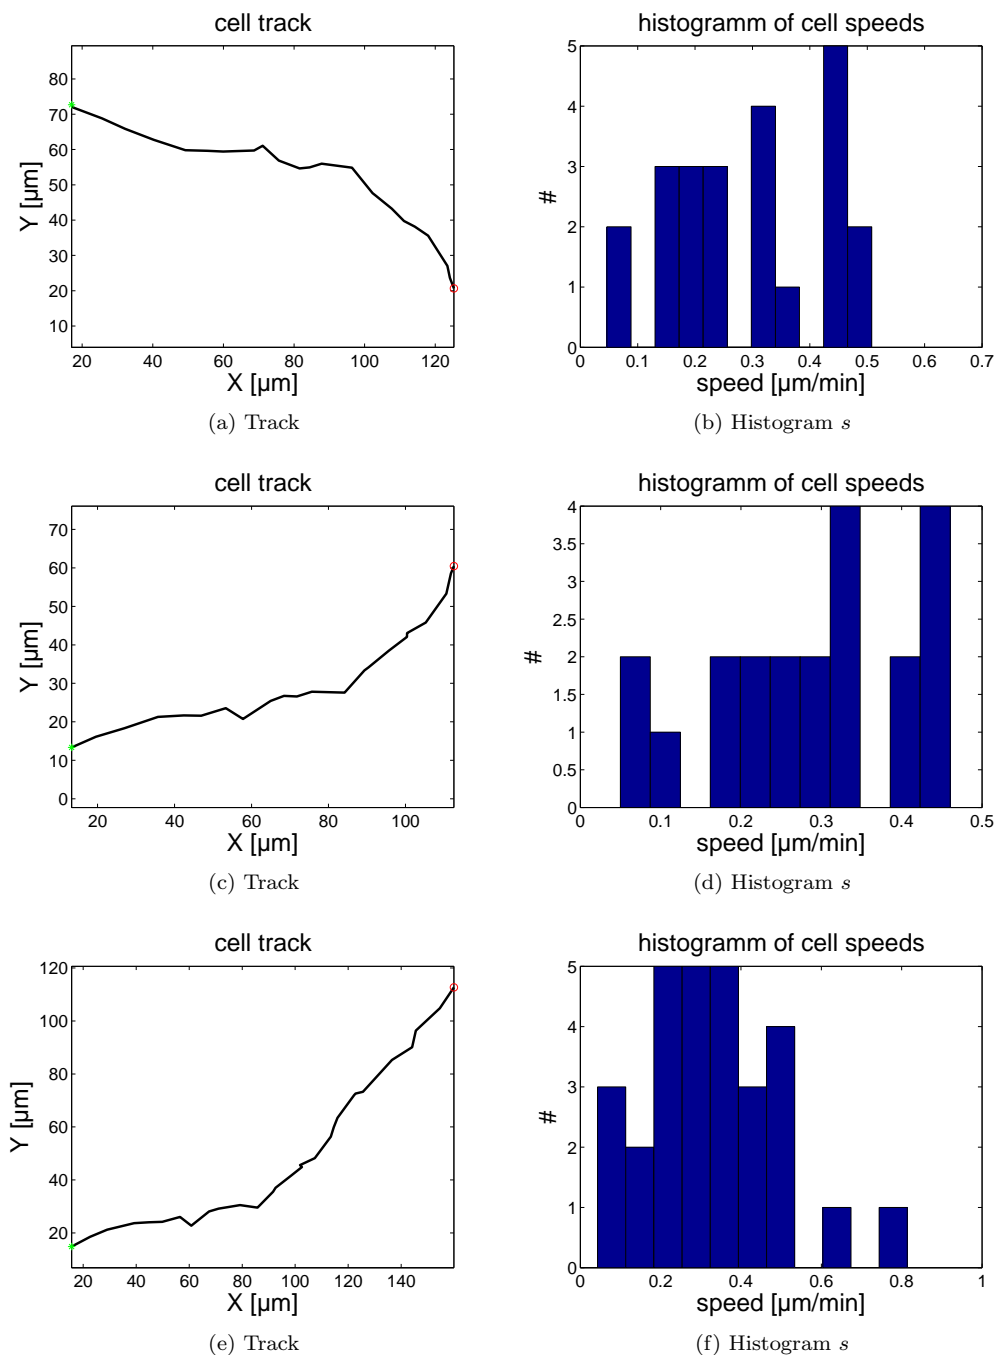 cell track
80
70
60
50
40
30
20
10
Y [µm]
20 40 60 80 100 120
X [µm]
(a) Track
histogramm of cell speeds
5
4
3
2
1
0
#
0 0.1 0.2 0.3 0.4 0.5 0.6 0.7
speed [µm/min]
(b) Histogram s
cell track
70
60
50
40
30
20
10
0
Y [µm]
20 40 60 80 100
X [µm]
(c) Track
histogramm of cell speeds
4
3.5
3
2.5
2
1.5
1
0.5
0
#
0 0.1 0.2 0.3 0.4 0.5
speed [µm/min]
(d) Histogram s
cell track
120
100
80
60
40
20
Y [µm]
20 40 60 80 100 120 140
X [µm]
(e) Track
histogramm of cell speeds
5
4
3
2
1
0
#
0 0.2 0.4 0.6 0.8 1
speed [µm/min]
(f) Histogram s